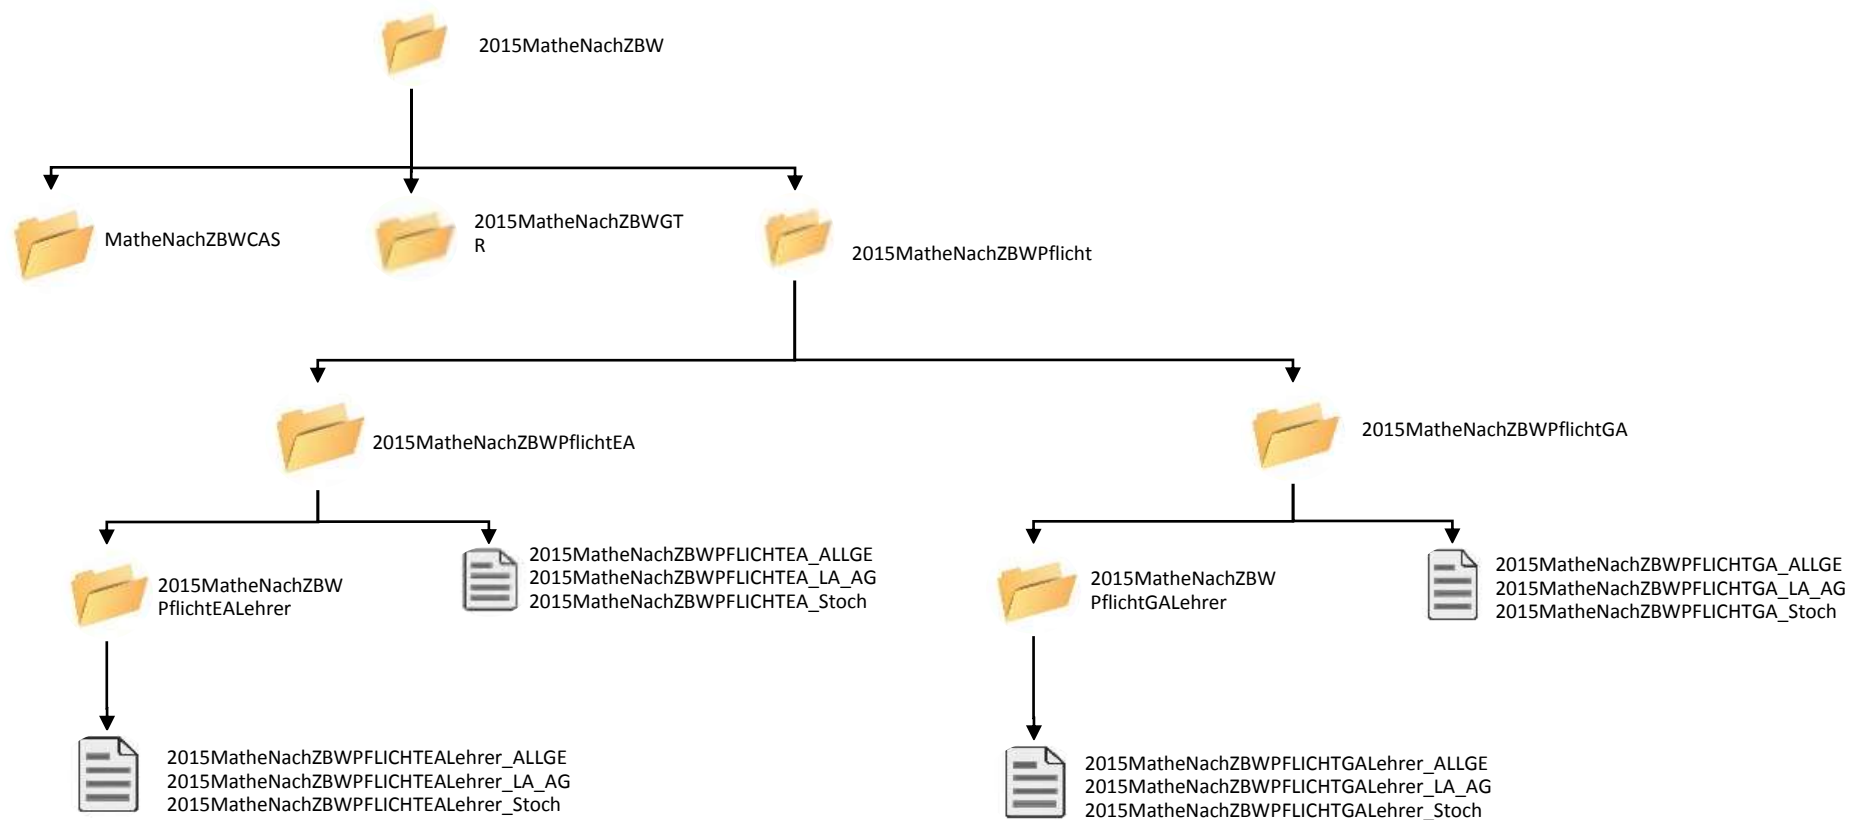 2015MatheNachZBW
MatheNachZBWCAS
2015MatheNachZBWGT
R
2015MatheNachZBWPflicht
2015MatheNachZBWPflichtEA
2015MatheNachZBWPflichtGA
2015MatheNachZBW
PflichtEALehrer
2015MatheNachZBWPFLICHTEA_ALLGE
2015MatheNachZBWPFLICHTEA_LA_AG
2015MatheNachZBWPFLICHTEA_Stoch
2015MatheNachZBW
PflichtGALehrer
2015MatheNachZBWPFLICHTGA_ALLGE
2015MatheNachZBWPFLICHTGA_LA_AG
2015MatheNachZBWPFLICHTGA_Stoch
2015MatheNachZBWPFLICHTEALehrer_ALLGE
2015MatheNachZBWPFLICHTEALehrer_LA_AG
2015MatheNachZBWPFLICHTEALehrer_Stoch
2015MatheNachZBWPFLICHTGALehrer_ALLGE
2015MatheNachZBWPFLICHTGALehrer_LA_AG
2015MatheNachZBWPFLICHTGALehrer_Stoch